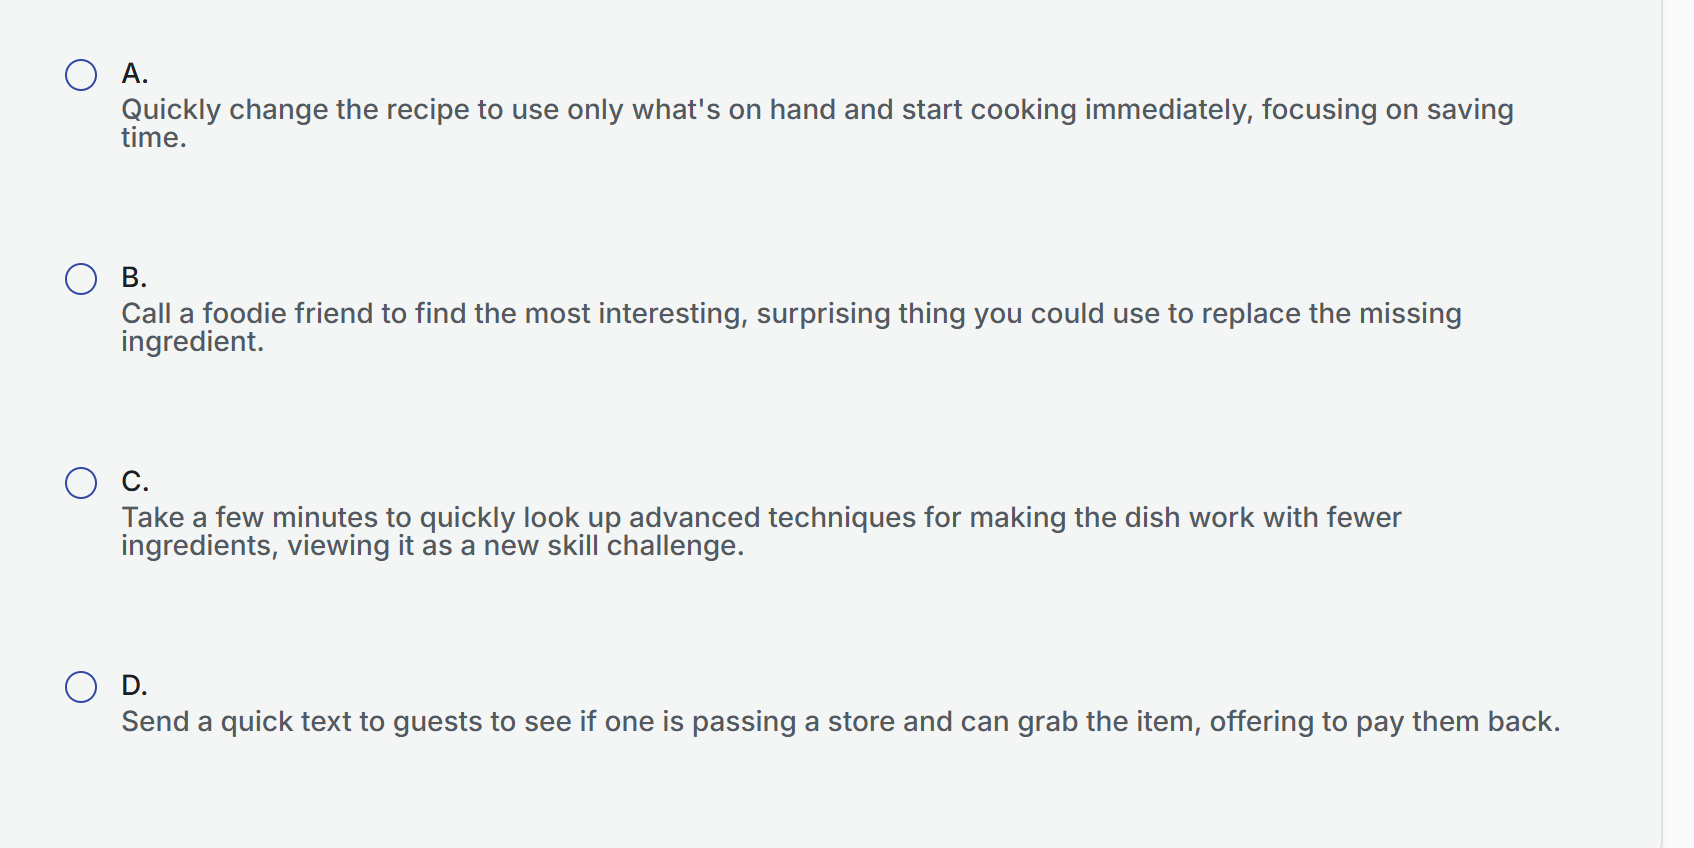 A.
Quickly change the recipe to use only what's on hand and start cooking immediately, focusing on saving
time.
B.
Call a foodie friend to find the most interesting, surprising thing you could use to replace the missing
ingredient.
C.
Take a few minutes to quickly look up advanced techniques for making the dish work with fewer
ingredients, viewing it as a new skill challenge.
D.
Send a quick text to guests to see if one is passing a store and can grab the item, offering to pay them back.